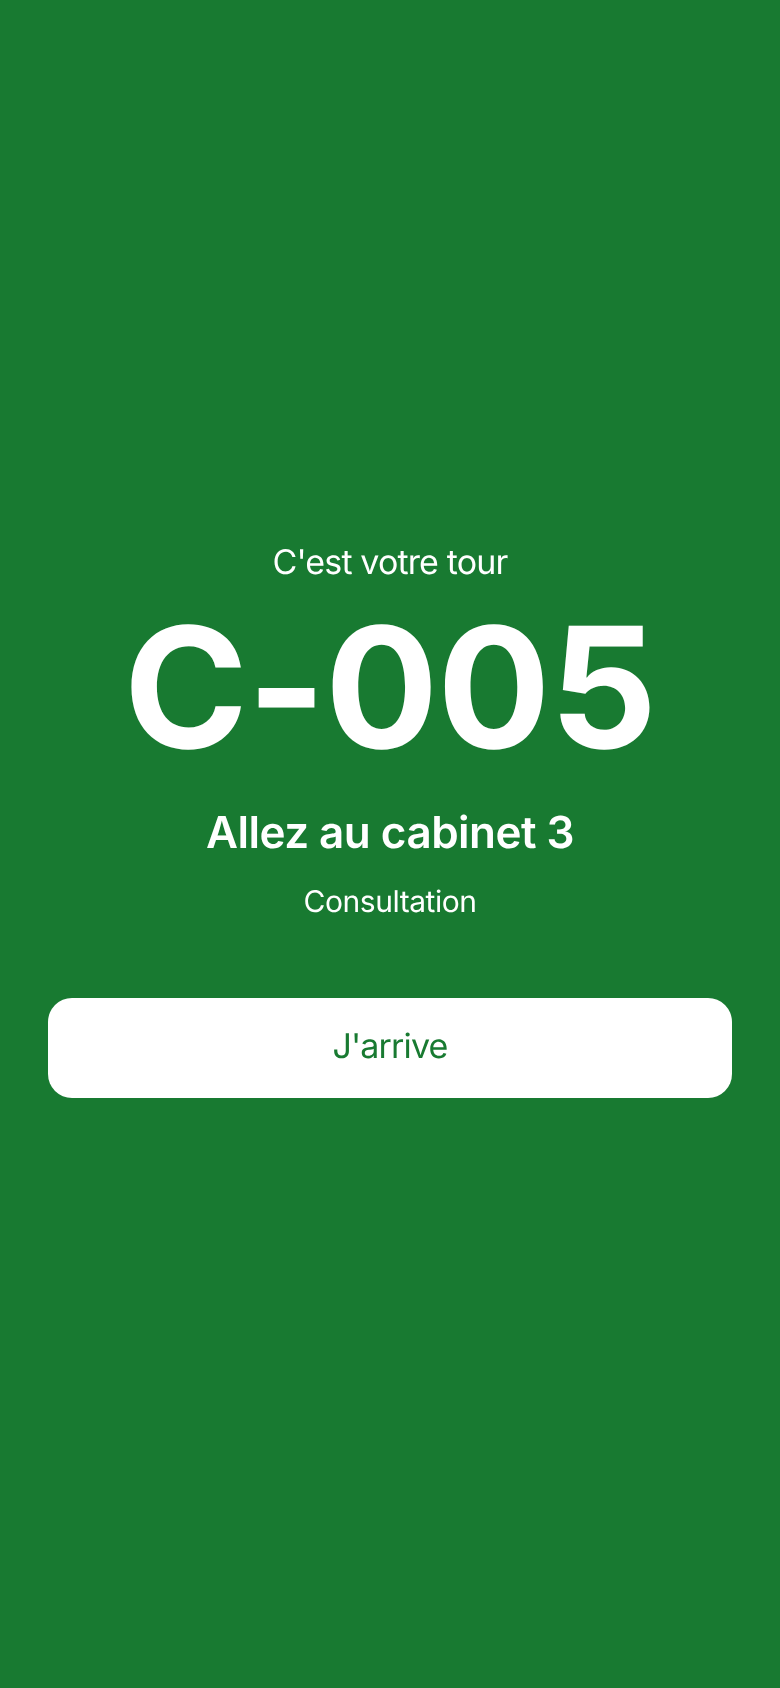 C'est votre tour
C-005
Allez au cabinet 3
Consultation
J'arrive